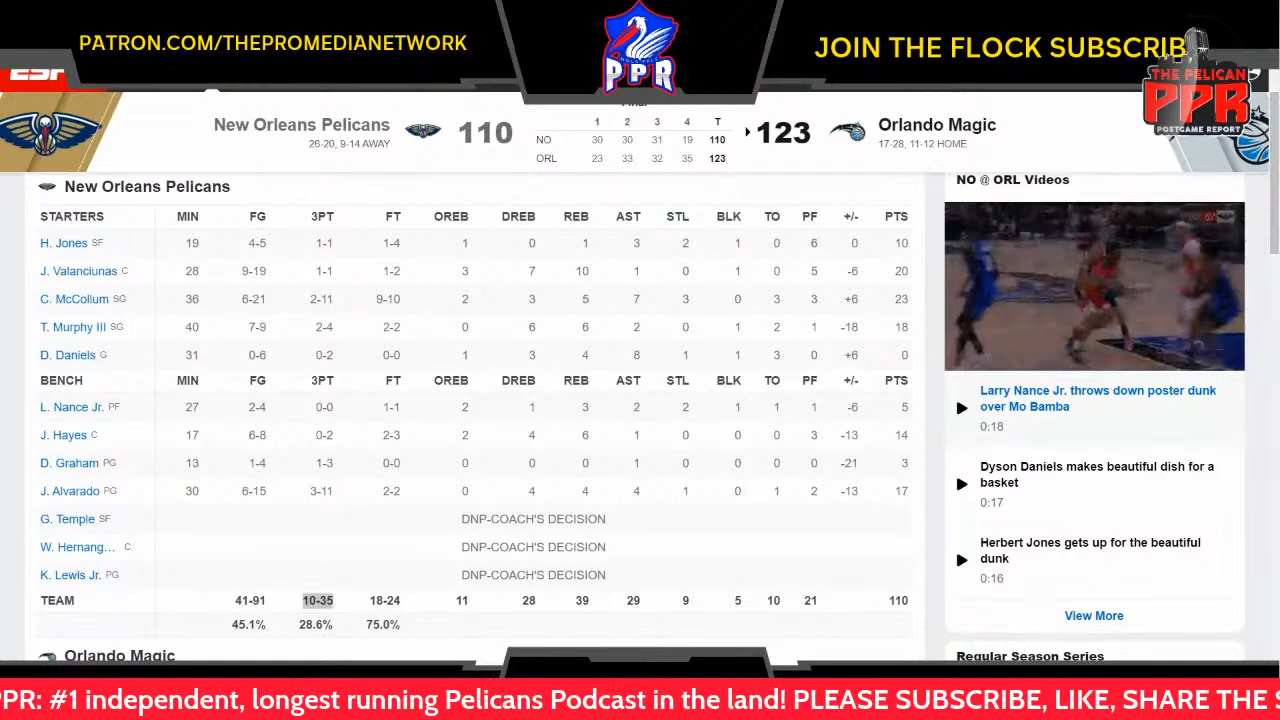 PATRON.COM/THEPROMEDIANETWORK
PPR
JOIN THE FLOCK SUBSCRIB
THE PELICAN
PPR
POSTGAME REPORT
New Orleans Pelicans
26-20, 9-14 AWAY
110
1 2 3 4 T
NO 30 30 31 19 110
ORL 23 33 32 35 123
123
Orlando Magic
17-28, 11-12 HOME
New Orleans Pelicans
STARTERS MIN FG 3PT FT OREB DREB REB AST STL BLK TO PF +/- PTS
H. Jones SF 19 4-5 1-1 1-4 1 0 1 3 2 1 0 6 0 10
J. Valanciunas C 28 9-19 1-1 1-2 3 7 10 1 0 1 0 5 -6 20
C. McCollum SG 36 6-21 2-11 9-10 2 3 5 7 3 0 3 3 +6 23
T. Murphy III SG 40 7-9 2-4 2-2 0 6 6 2 0 1 2 1 -18 18
D. Daniels G 31 0-6 0-2 0-0 1 3 4 8 1 1 3 0 +6 0
BENCH MIN FG 3PT FT OREB DREB REB AST STL BLK TO PF +/- PTS
L. Nance Jr. PF 27 2-4 0-0 1-1 2 1 3 2 2 1 1 1 -6 5
J. Hayes C 17 6-8 0-2 2-3 2 4 6 1 0 0 0 3 -13 14
D. Graham PG 13 1-4 1-3 0-0 0 0 0 1 0 0 0 0 -21 3
J. Alvarado PG 30 6-15 3-11 2-2 0 4 4 4 1 0 1 2 -13 17
G. Temple SF DNP-COACH'S DECISION
W. Hernang... C DNP-COACH'S DECISION
K. Lewis Jr. PG DNP-COACH'S DECISION
TEAM 41-91 10-35 18-24 11 28 39 29 9 5 10 21 110
45.1% 28.6% 75.0%
Orlando Magic
NO @ ORL Videos
Larry Nance Jr. throws down poster dunk
over Mo Bamba
0:18
Dyson Daniels makes beautiful dish for a
basket
0:17
Herbert Jones gets up for the beautiful
dunk
0:16
View More
Regular Season Series
PPR: #1 independent, longest running Pelicans Podcast in the land! PLEASE SUBSCRIBE, LIKE, SHARE THE S